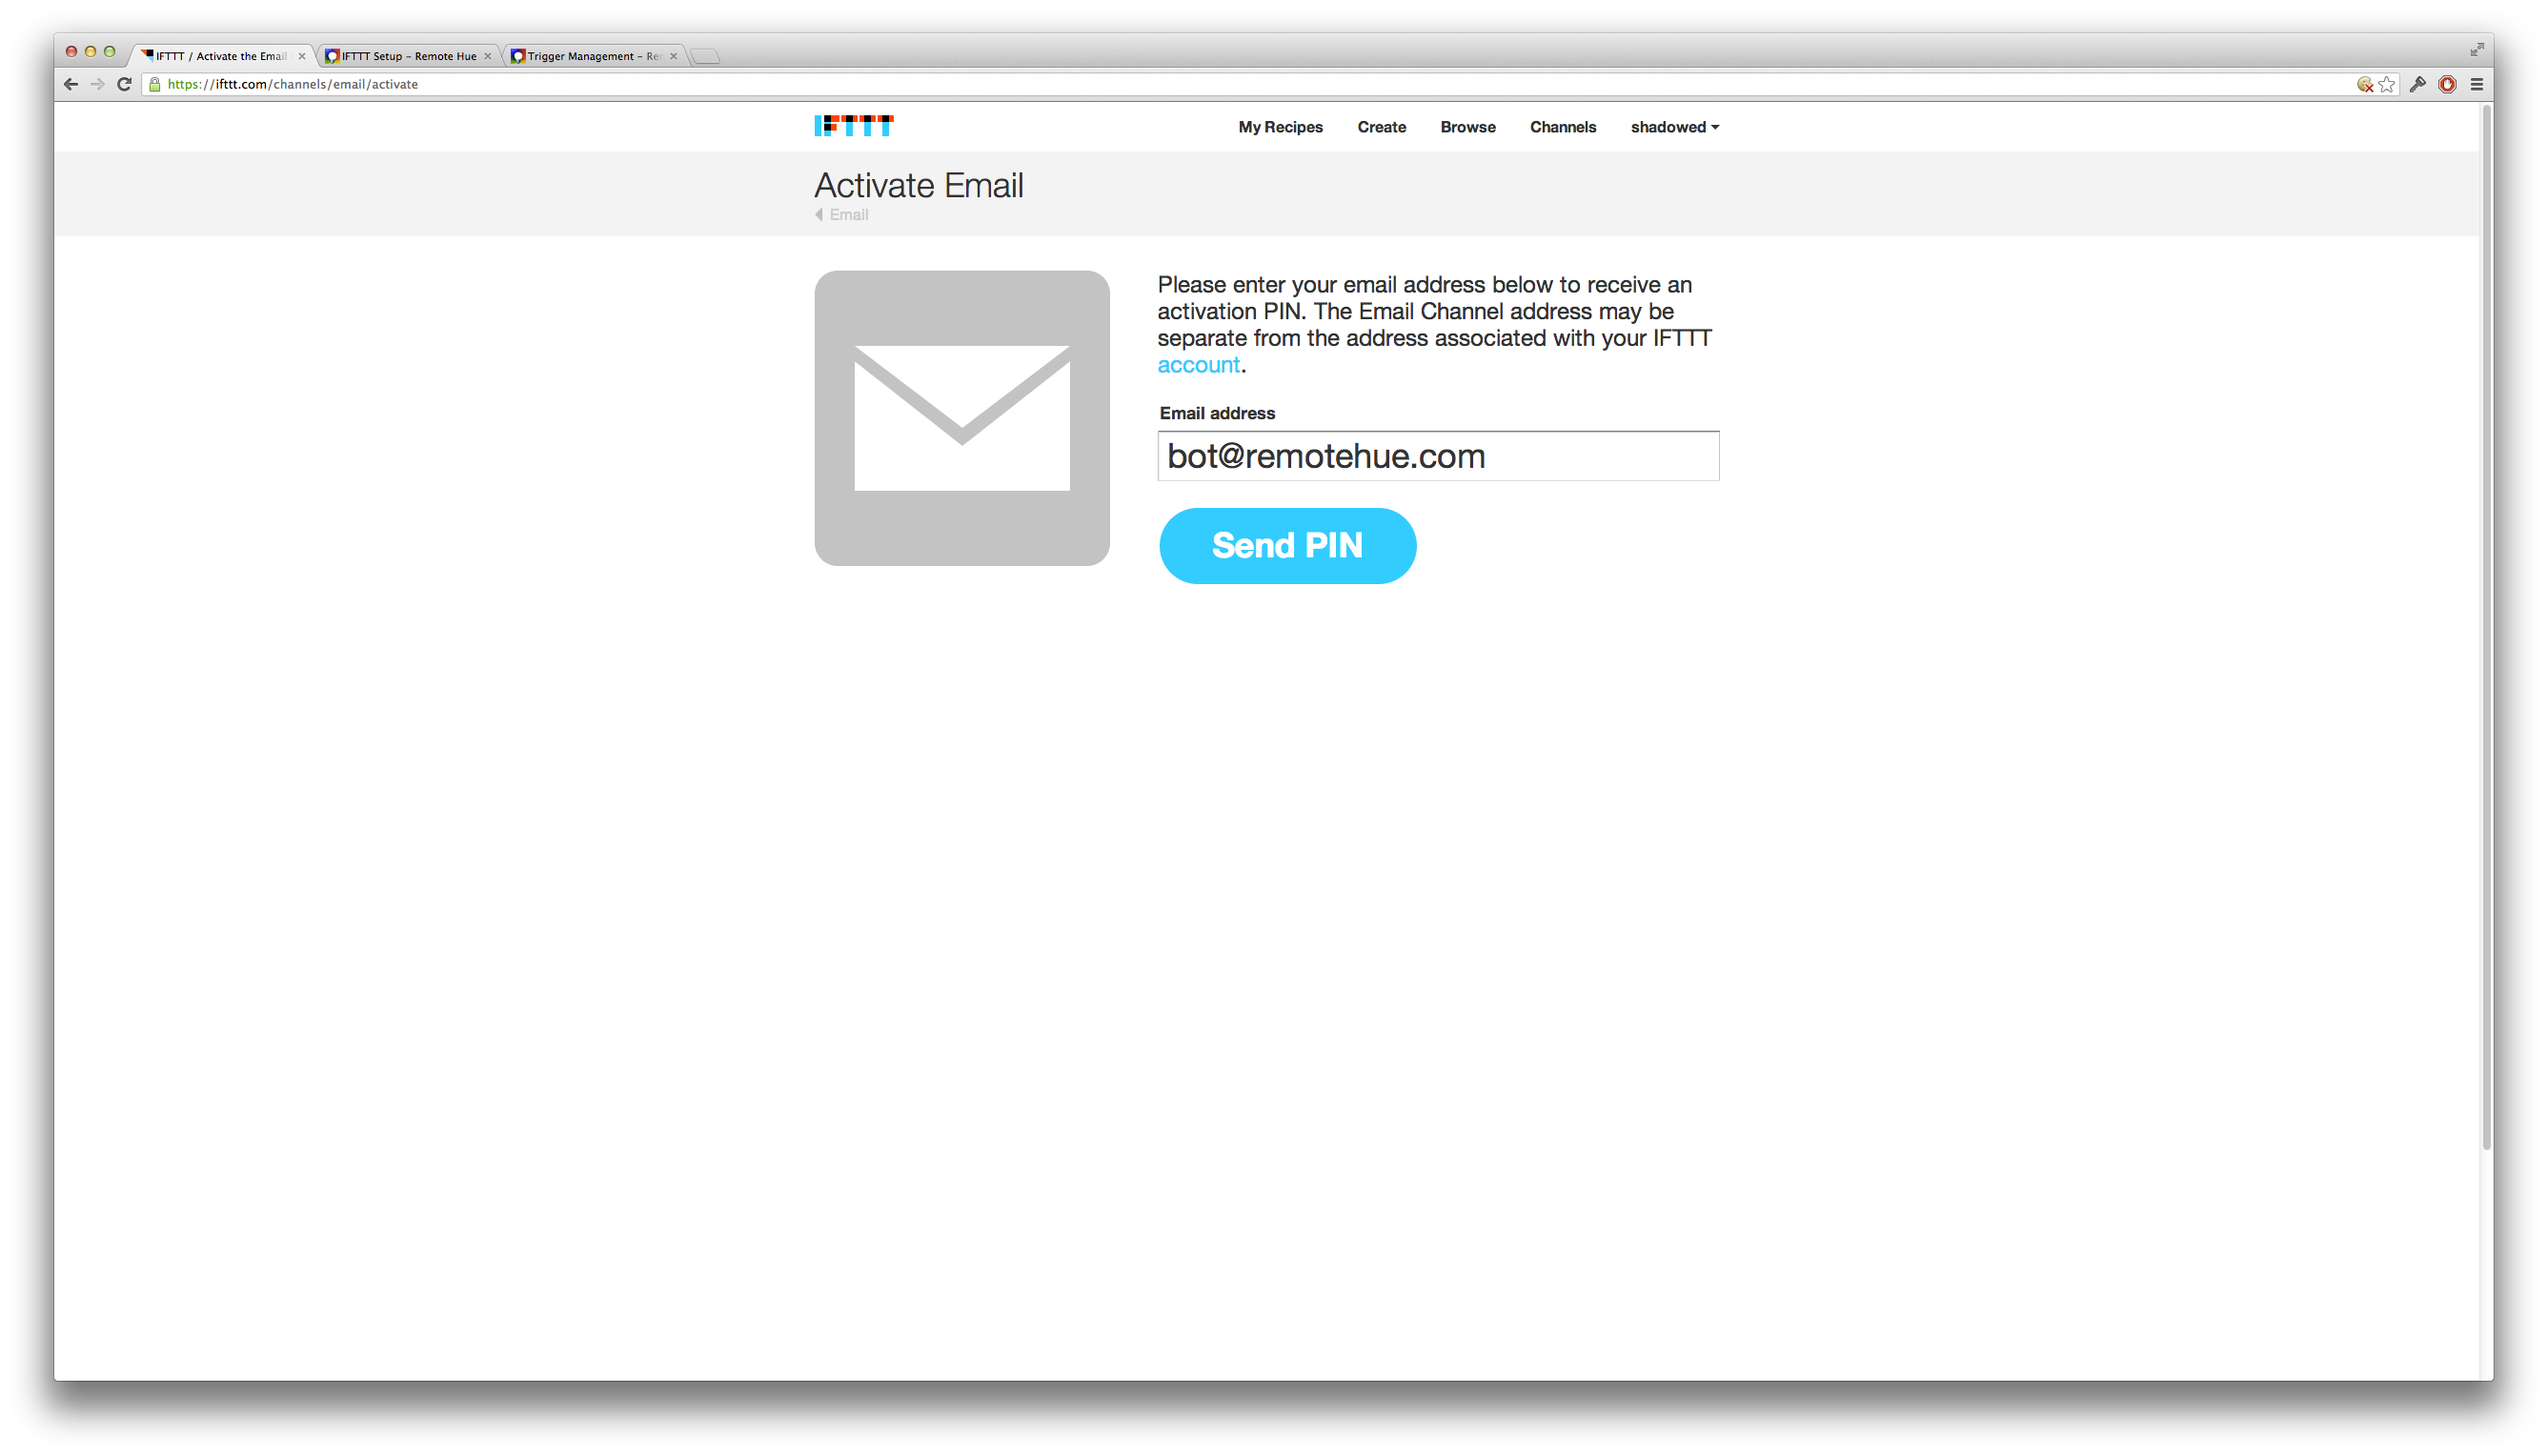 IFTTT / Activate the Email
IFTTT Setup – Remote Hue
Trigger Management – Re
https://ifttt.com/channels/email/activate
IFTTT
My Recipes
Create
Browse
Channels
shadowed
Activate Email
Email
Please enter your email address below to receive an
activation PIN. The Email Channel address may be
separate from the address associated with your IFTTT
account.
Email address
bot@remotehue.com
Send PIN